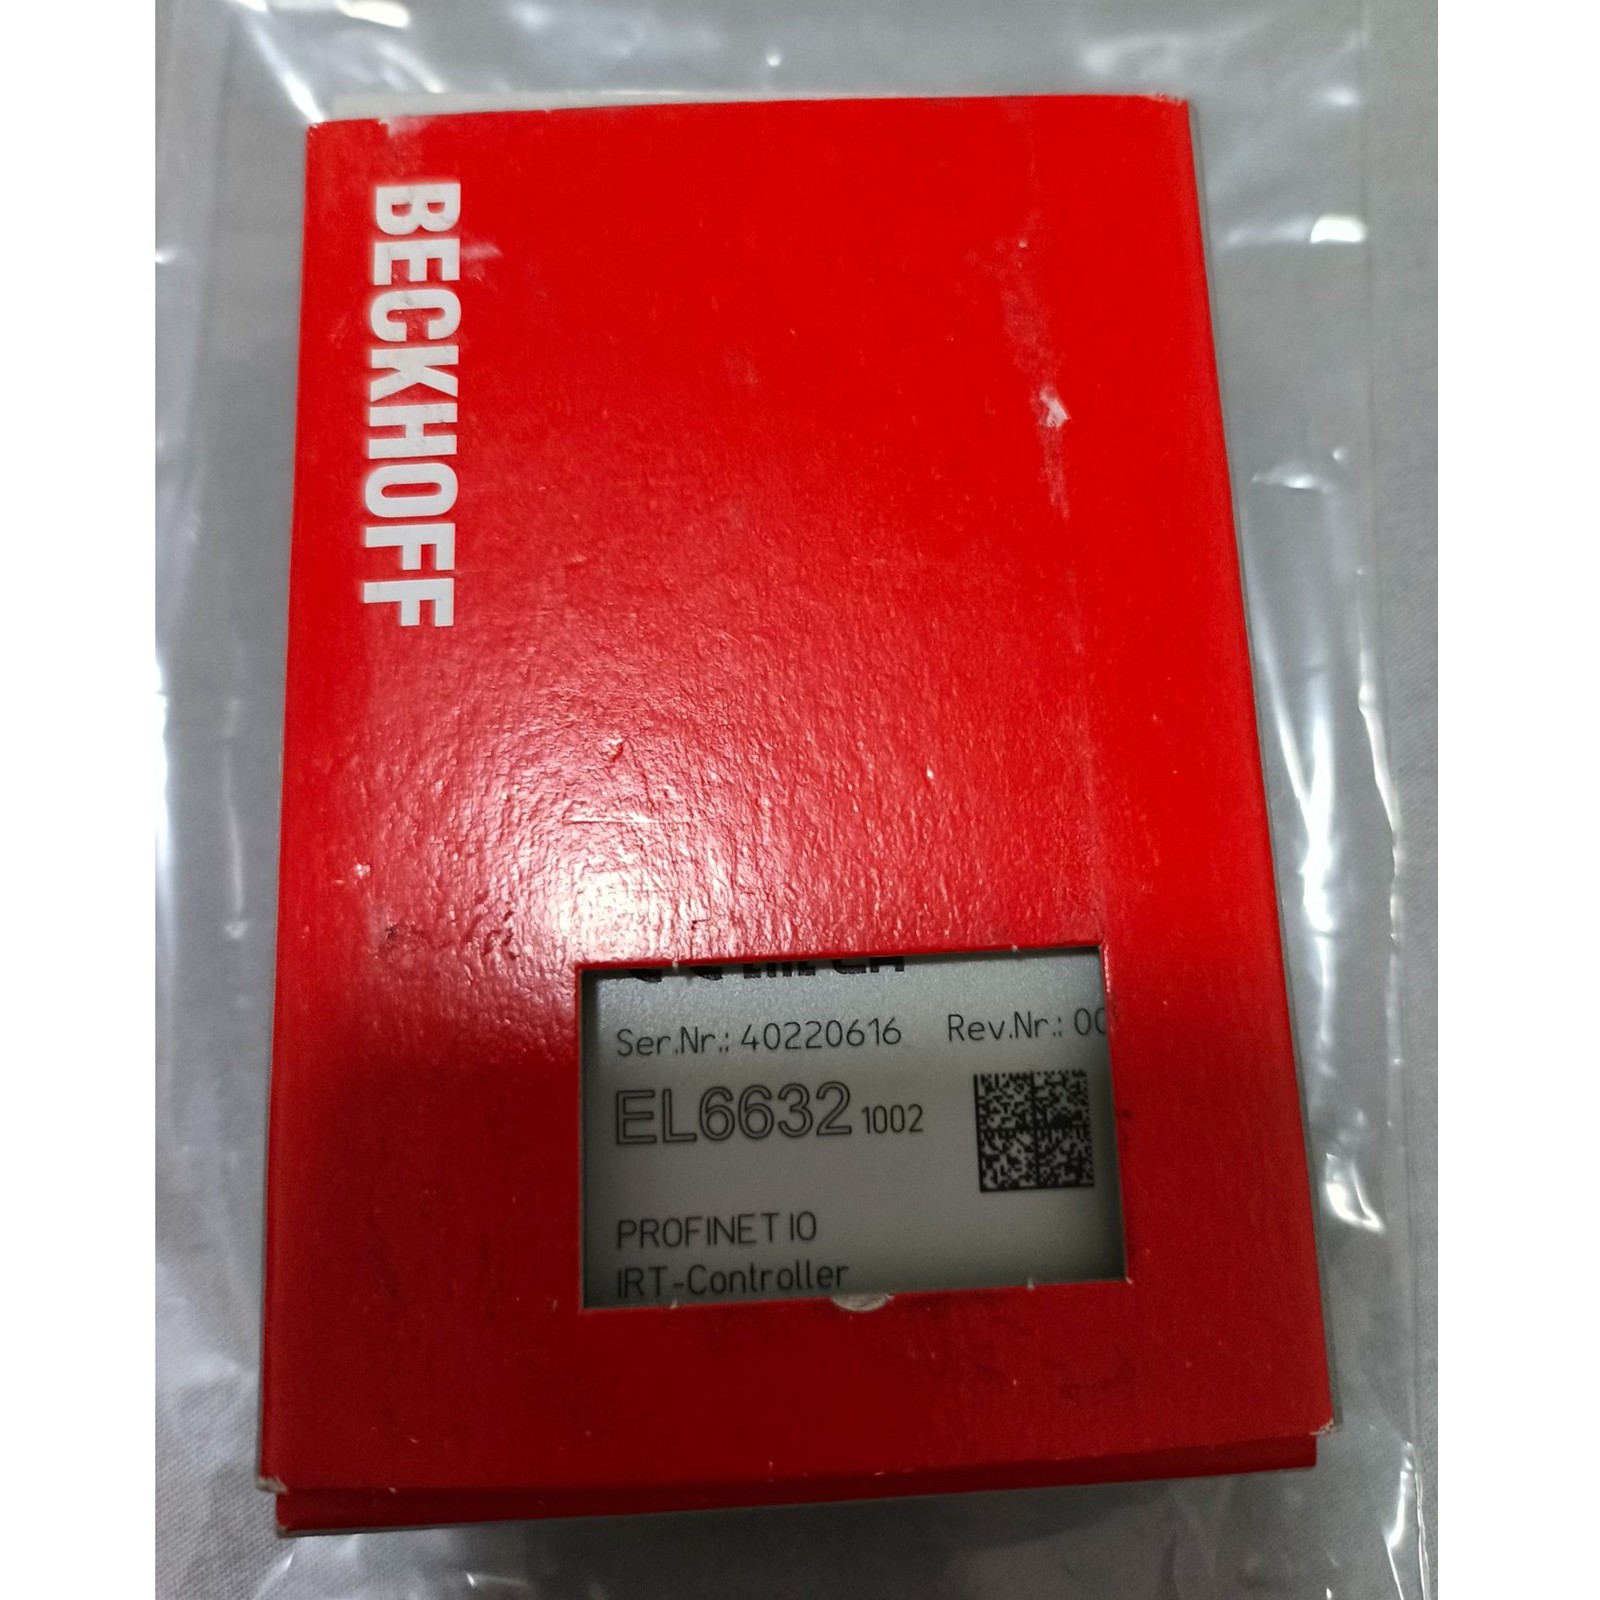 BECKHOFF
Ser.Nr.: 40220616 Rev.Nr.: 00
EL6632 1002
PROFINET IO
IRT-Controller